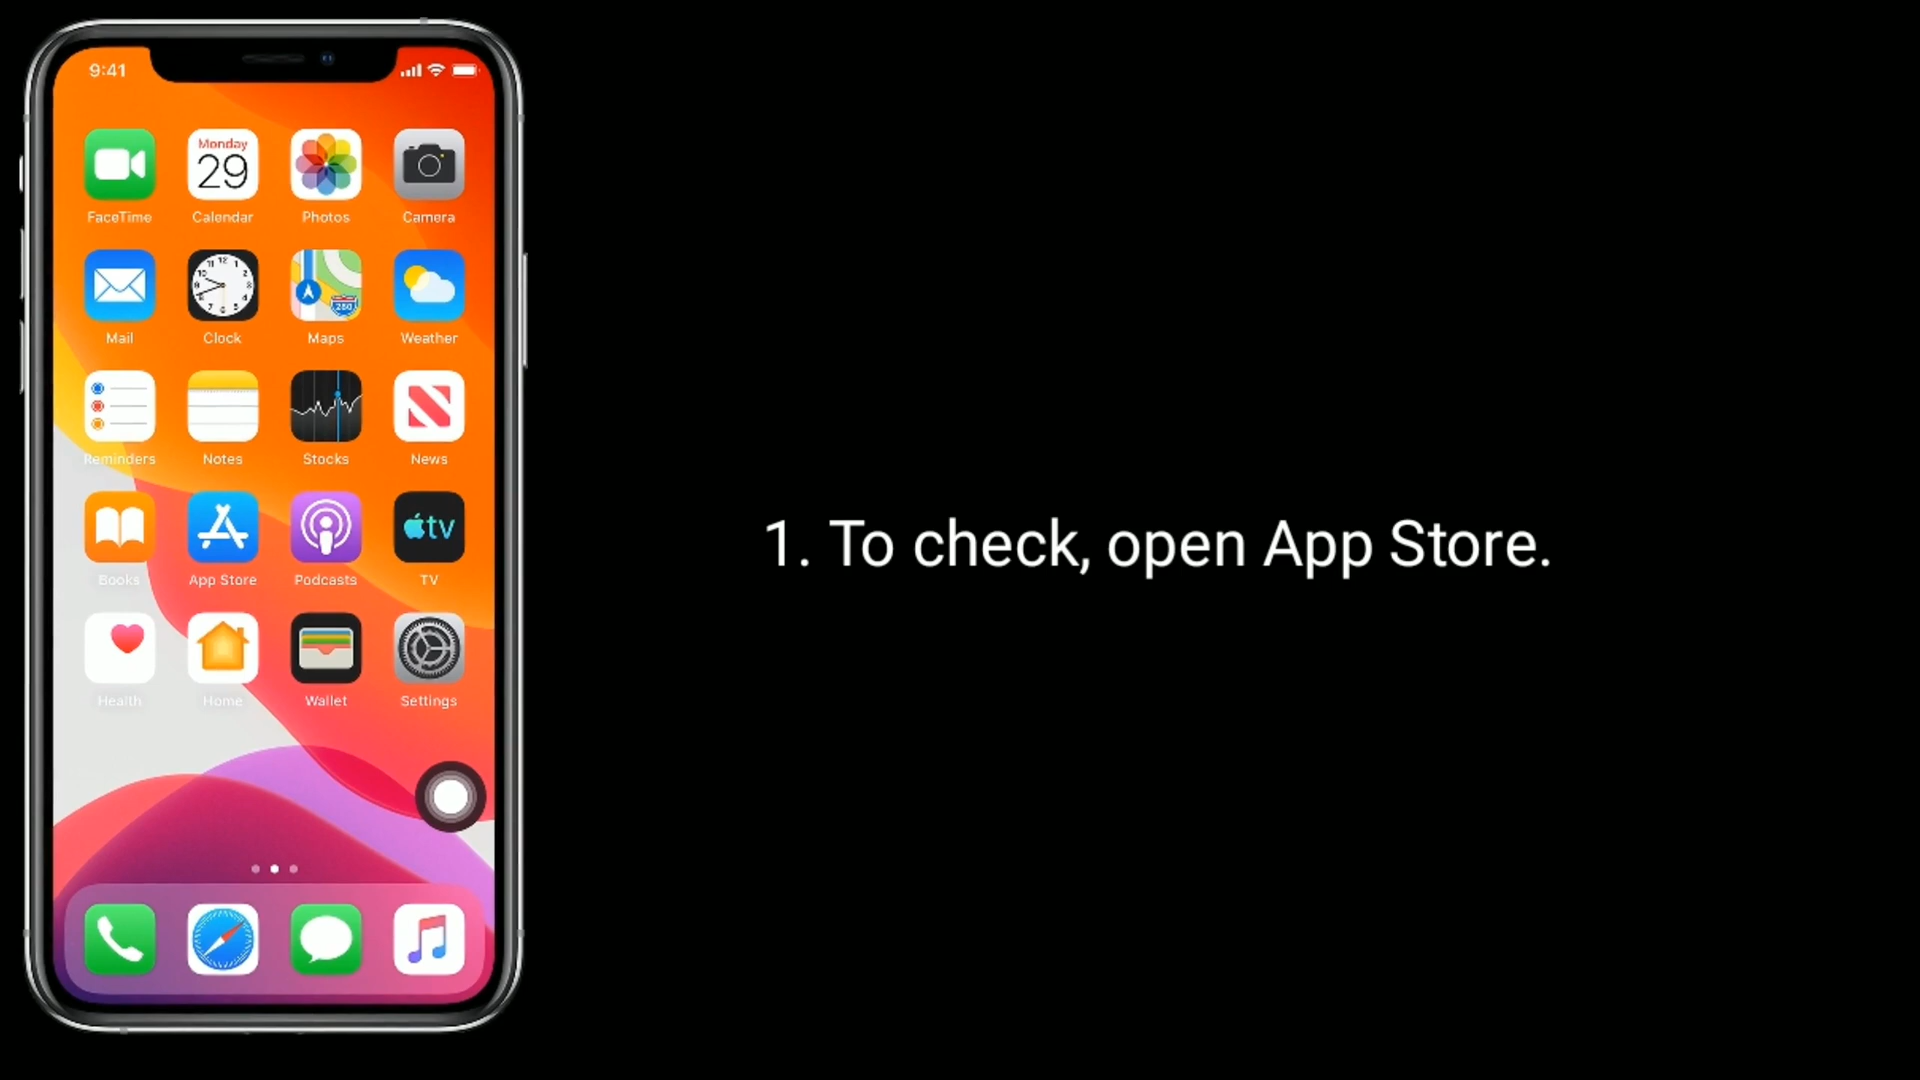 9:41
Monday
29
FaceTime Calendar Photos Camera
280
Mail Clock Maps Weather
Reminders Notes Stocks News
tv
Books App Store Podcasts TV
Health Home Wallet Settings
1. To check, open App Store.